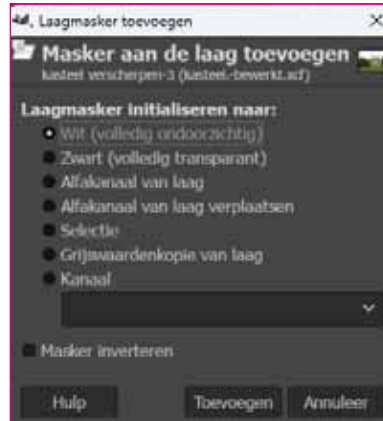 Laagmasker toevoegen
Masker aan de laag toevoegen
kasteel verscherpen-3 (kasteel.-bewerkt.xcf)
Laagmasker initialiseren naar:
Wit (volledig ondoorzichtig)
Zwart (volledig transparant)
Alfakanaal van laag
Alfakanaal van laag verplaatsen
Selectie
Grijswaardenkopie van laag
Kanaal
Masker inverteren
Hulp Toevoegen Annuleer